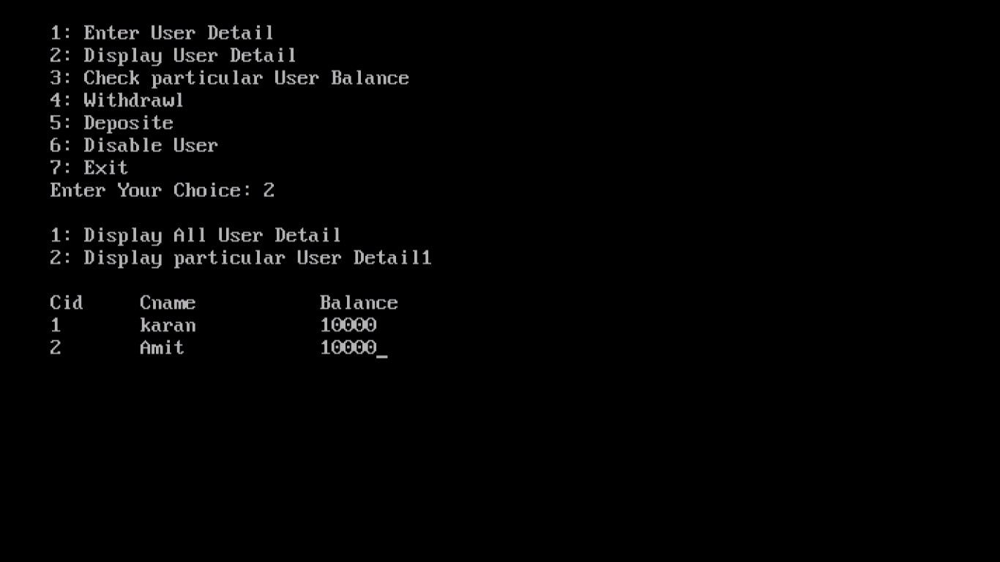 1: Enter User Detail
2: Display User Detail
3: Check particular User Balance
4: Withdrawl
5: Deposite
6: Disable User
7: Exit
Enter Your Choice: 2
1: Display All User Detail
2: Display particular User Detail1
Cid Cname Balance
1 karan 10000
2 Amit 10000_